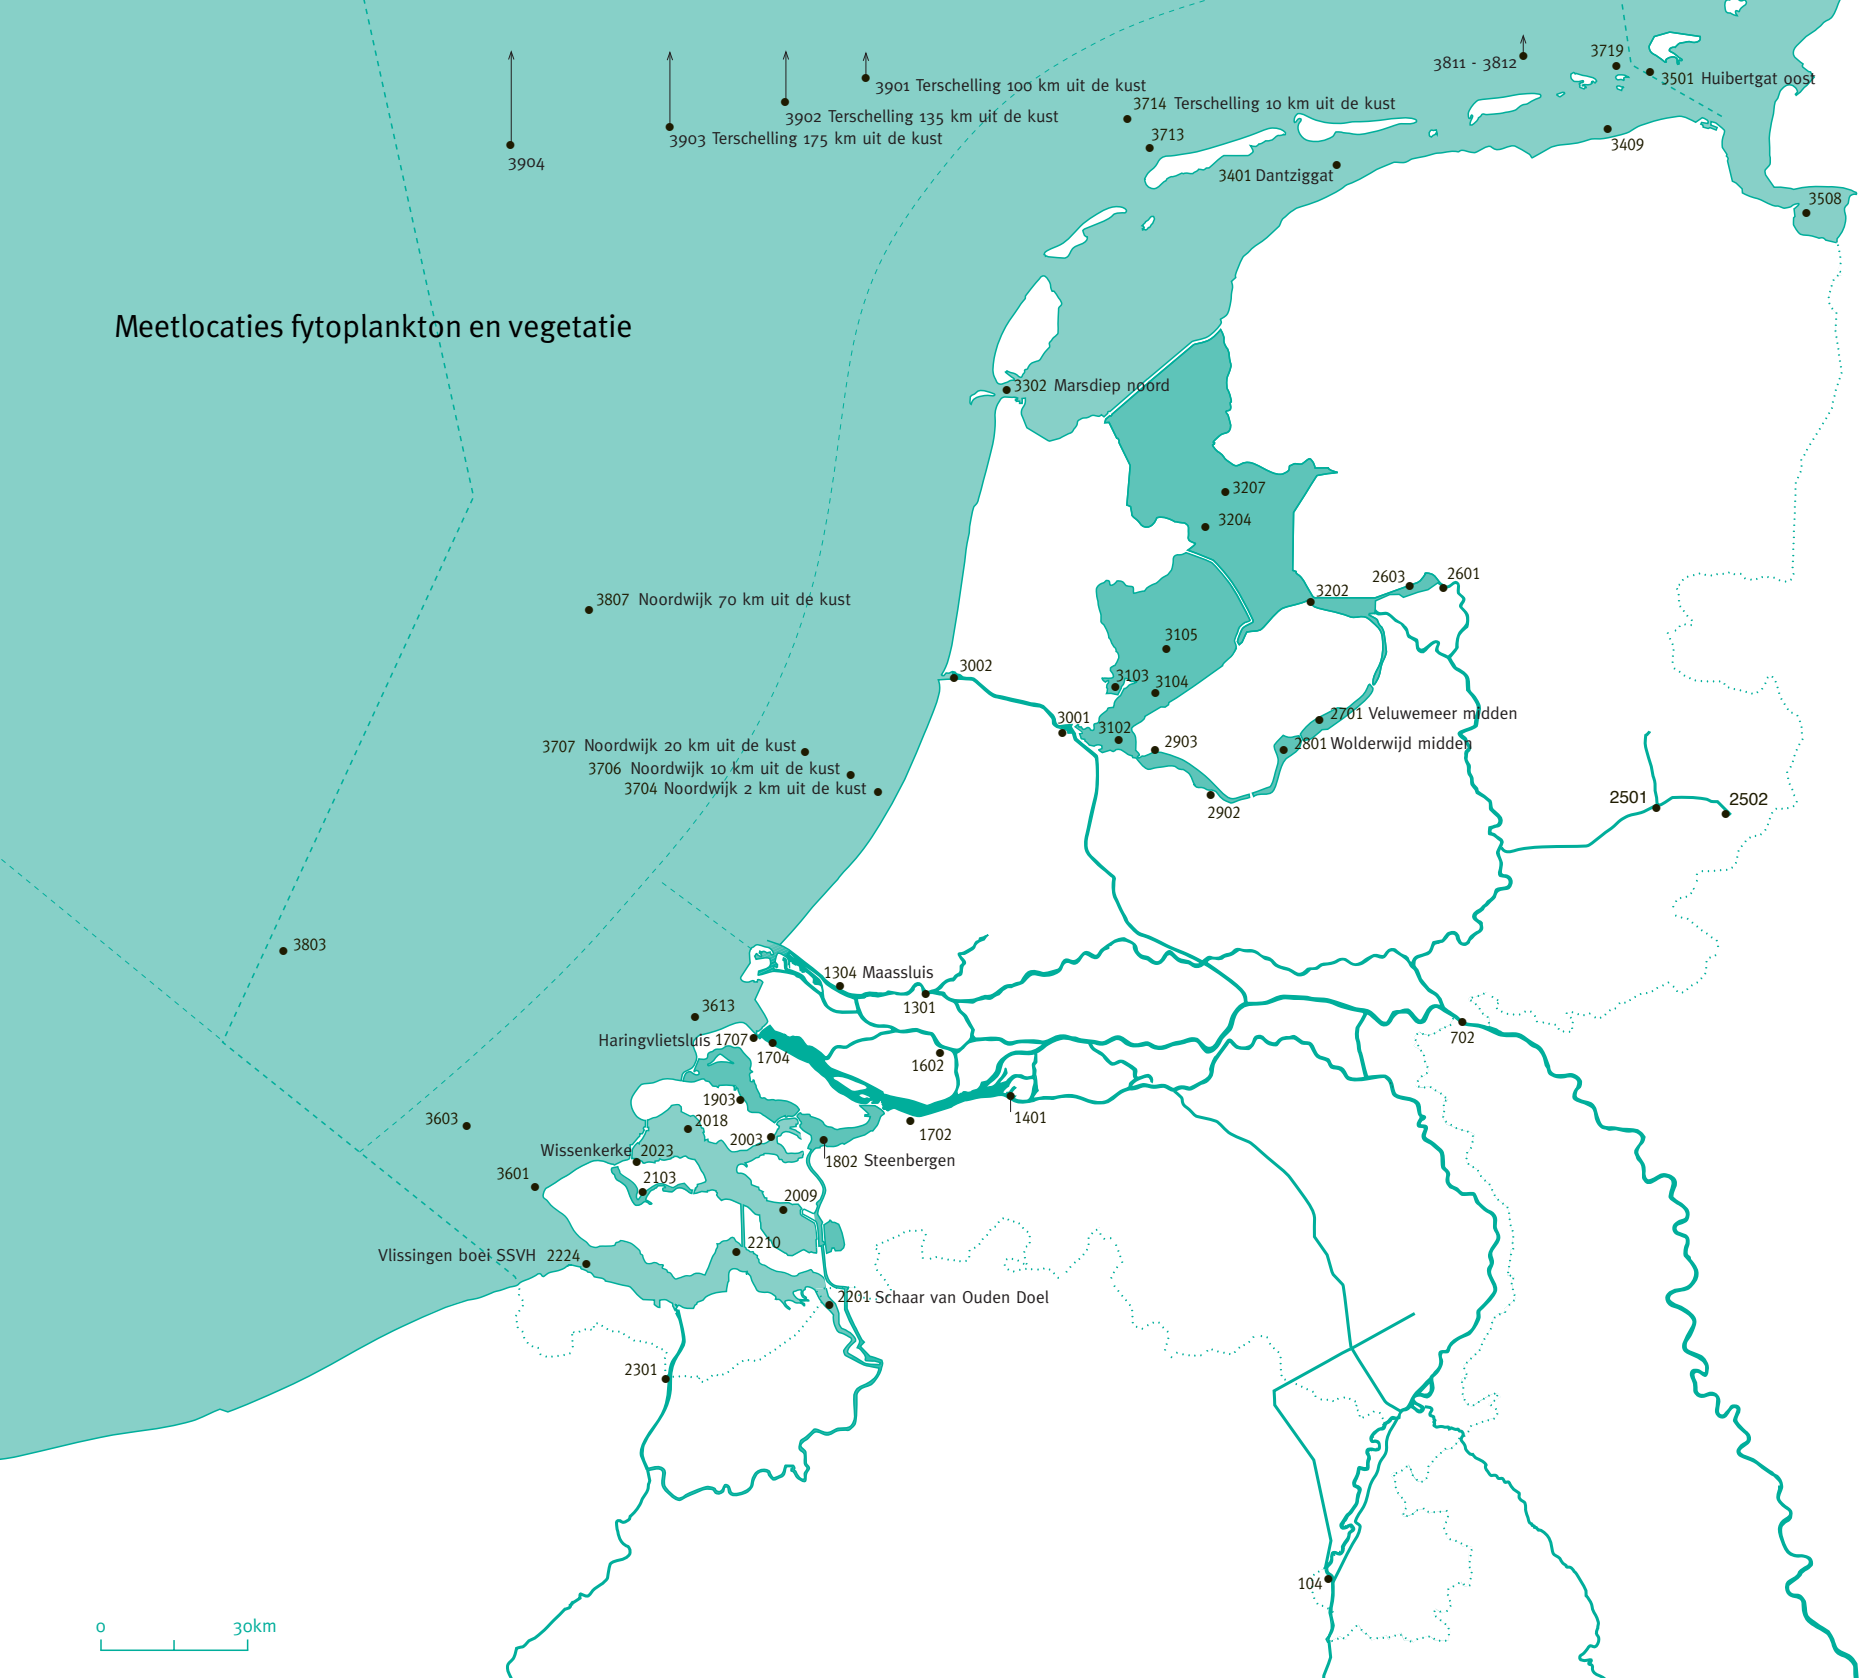 3811 - 3812
3719
3501 Huibertgat oost
3901 Terschelling 100 km uit de kust
3714 Terschelling 10 km uit de kust
3902 Terschelling 135 km uit de kust
3713
3903 Terschelling 175 km uit de kust
3409
3904
3401 Dantziggat
3508
Meetlocaties fytoplankton en vegetatie
3302 Marsdiep noord
3207
3204
2603
2601
3202
3807 Noordwijk 70 km uit de kust
3105
3002
3103
3104
3001
3102
2701 Veluwemeer midden
2903
2801 Wolderwijd midden
3707 Noordwijk 20 km uit de kust
3706 Noordwijk 10 km uit de kust
3704 Noordwijk 2 km uit de kust
2501
2502
2902
3803
1304 Maassluis
1301
3613
Haringvlietsluis 1707
1704
702
1602
1903
3603
2018
1401
2003
1702
Wissenkerke 2023
1802 Steenbergen
3601
2103
2009
2210
Vlissingen boei SSVH 2224
2201 Schaar van Ouden Doel
2301
104
0
30km